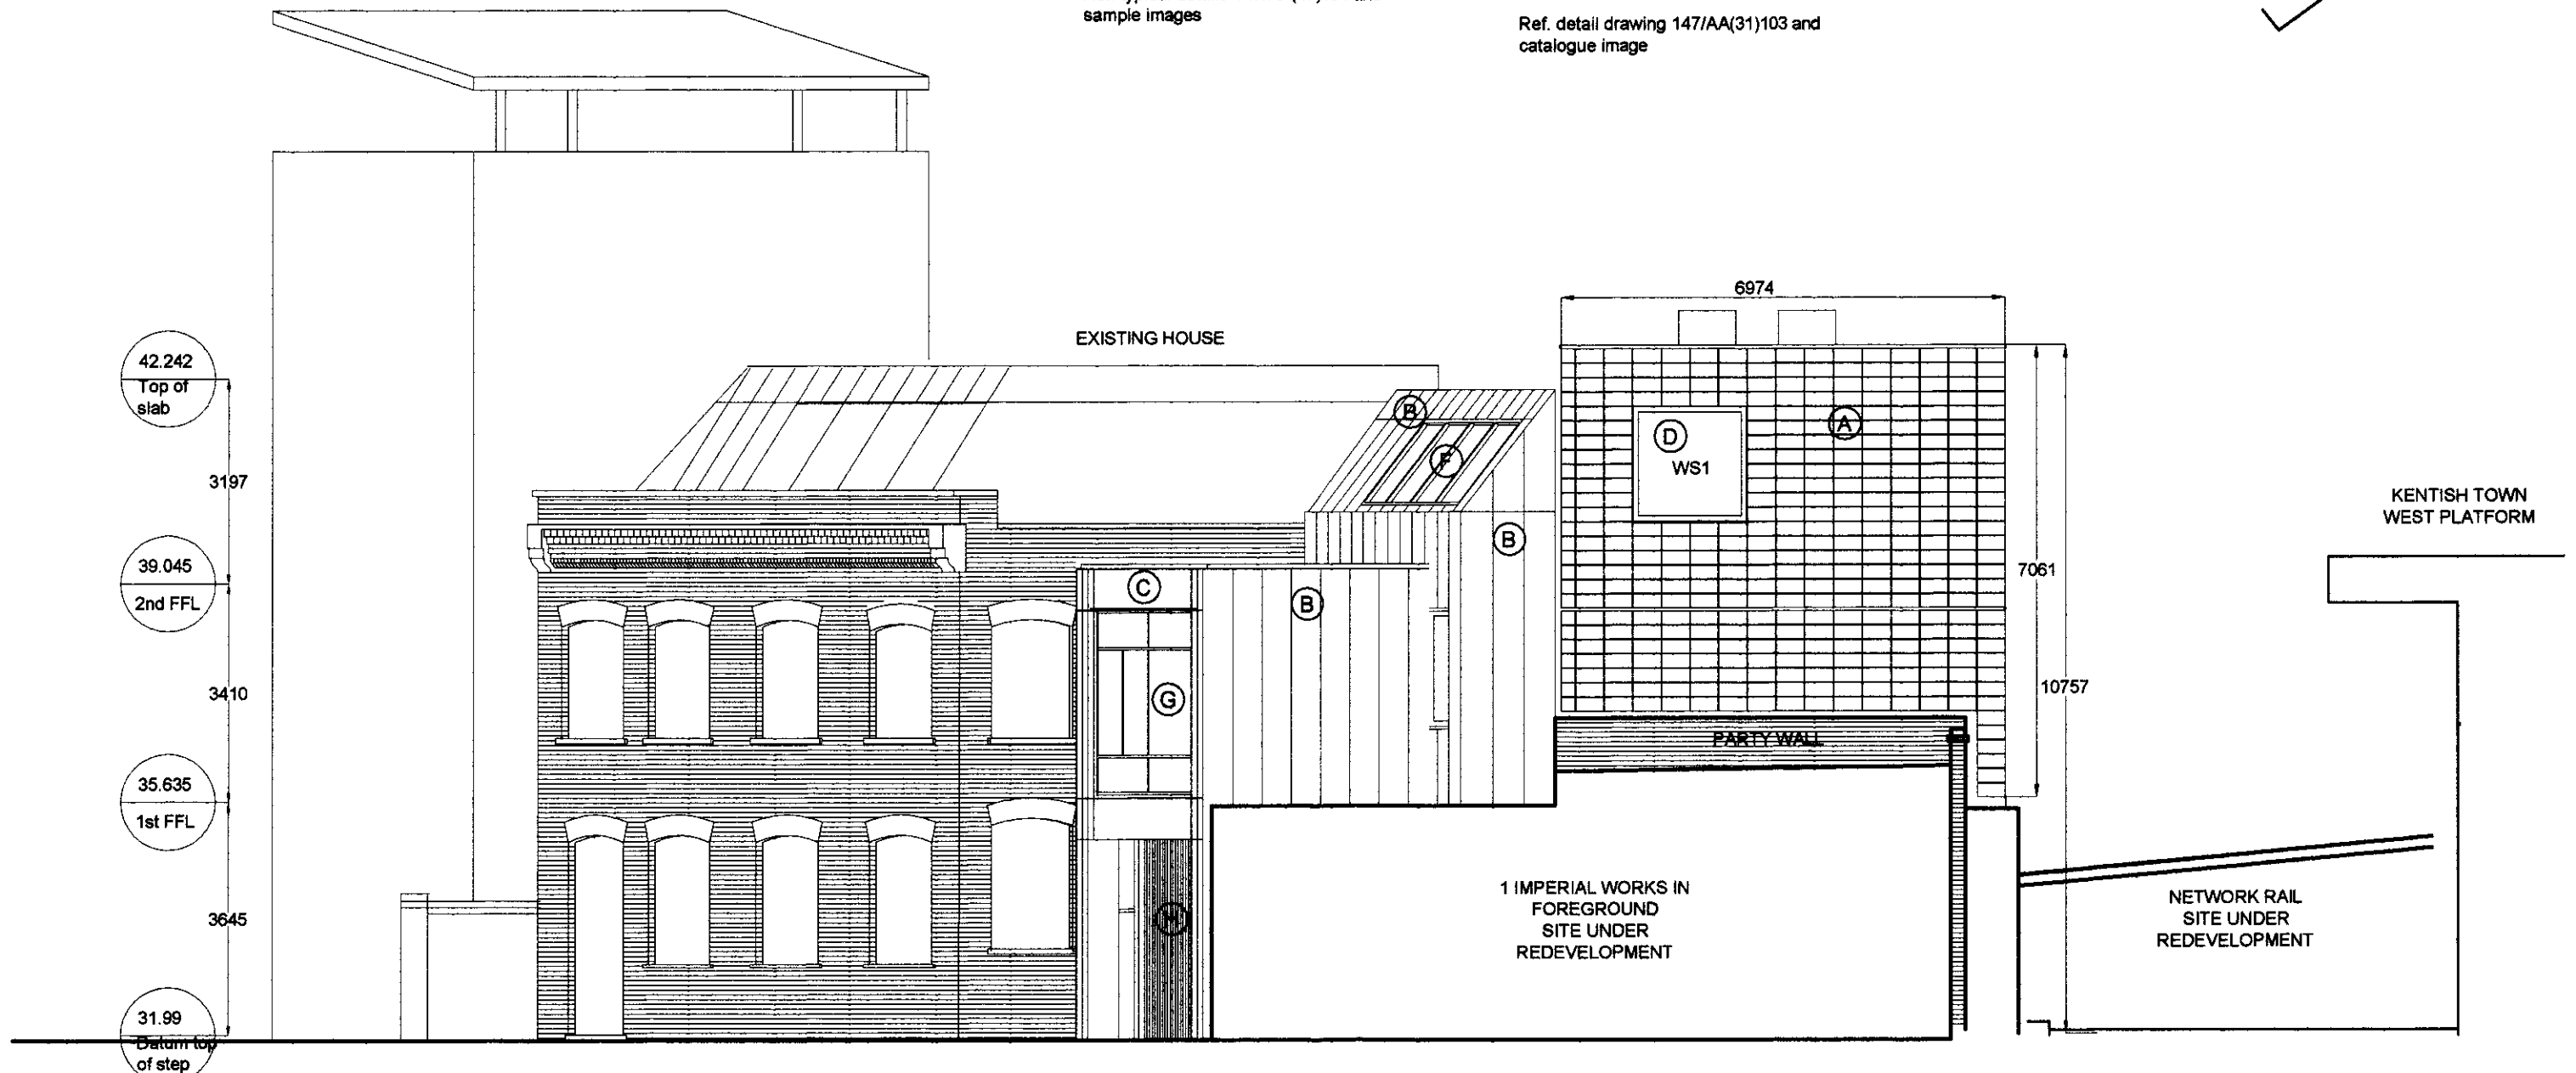 sample images
Ref. detail drawing 147/AA(31)103 and
catalogue image
6974
EXISTING HOUSE
42.242
Top of
slab
B
A
D
WS1
F
3197
KENTISH TOWN
WEST PLATFORM
B
39.045
2nd FFL
7061
C
B
3410
G
10757
PARTY WALL
35.635
1st FFL
1 IMPERIAL WORKS IN
FOREGROUND
SITE UNDER
REDEVELOPMENT
NETWORK RAIL
SITE UNDER
REDEVELOPMENT
3645
H
31.99
Datum top
of step